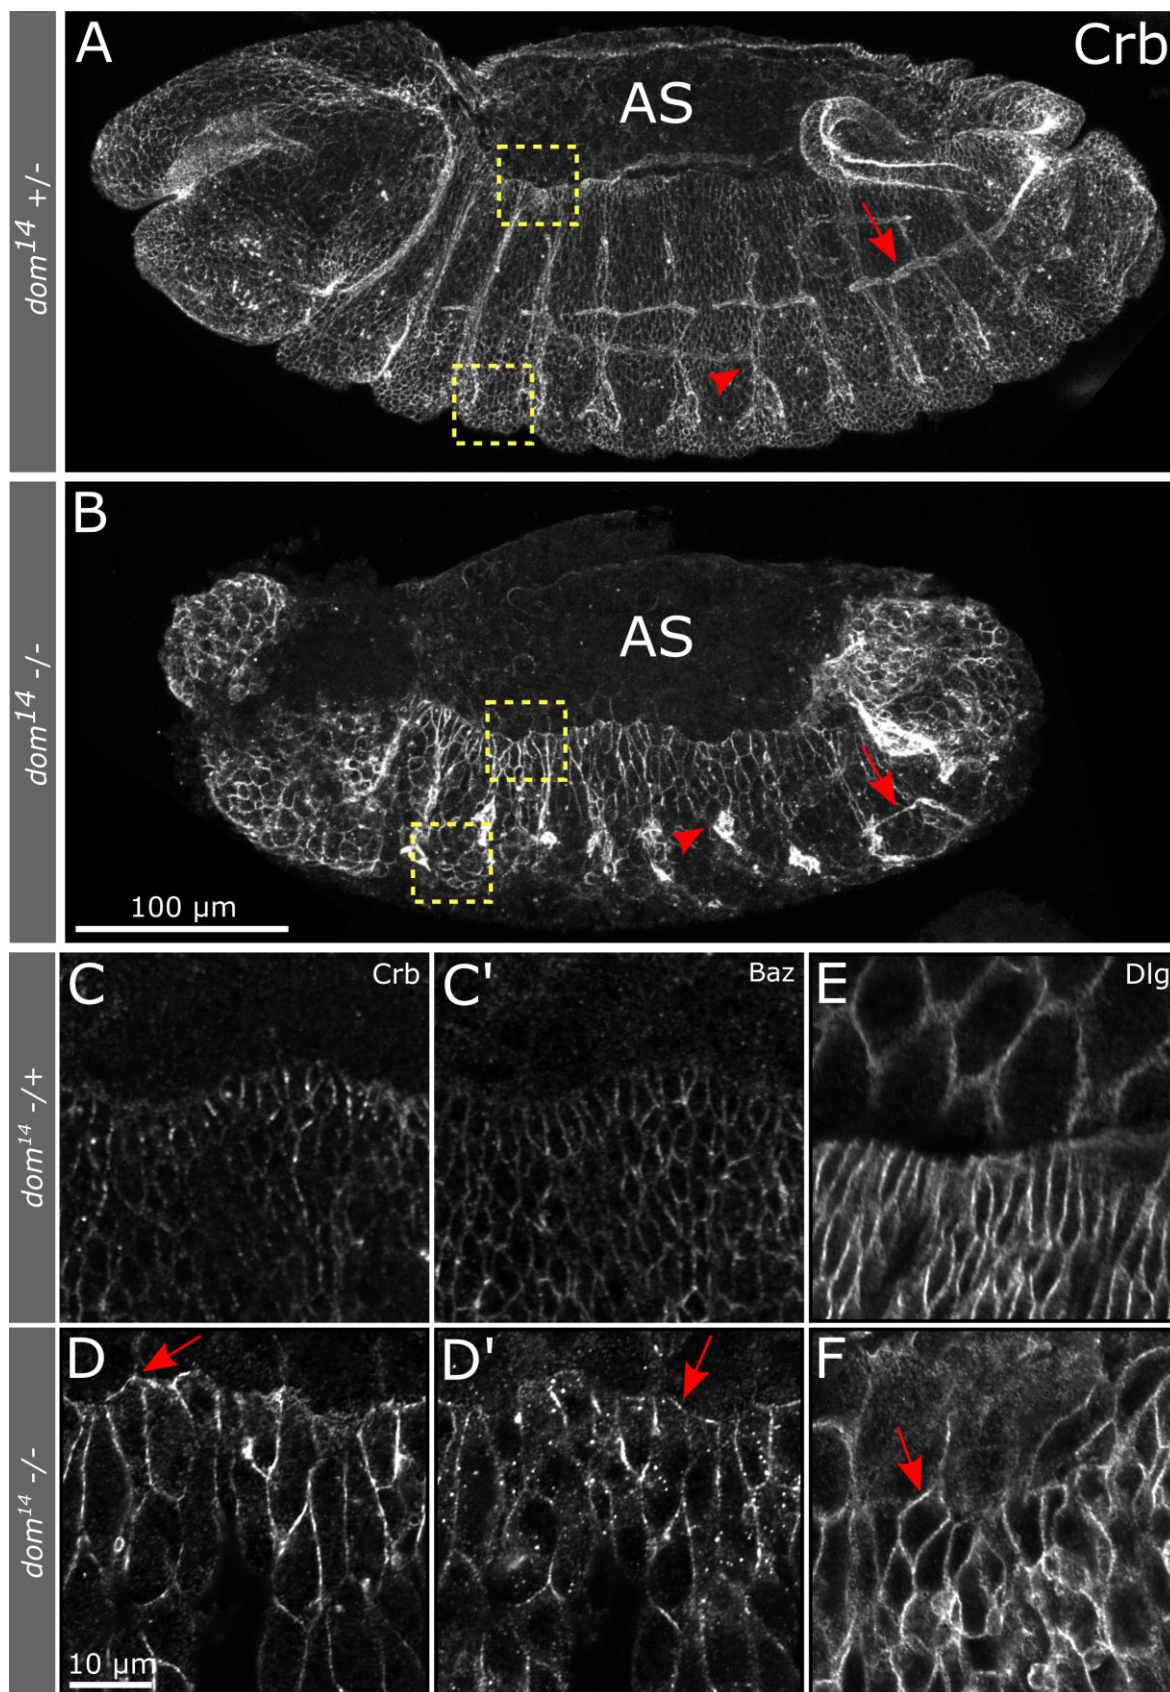 dom14 +/-
A
Crb
AS
dom14 -/-
B
AS
100 µm
dom14 -/+
C
Crb
C'
Baz
E
Dlg
dom14 -/-
D
10 µm
D'
F